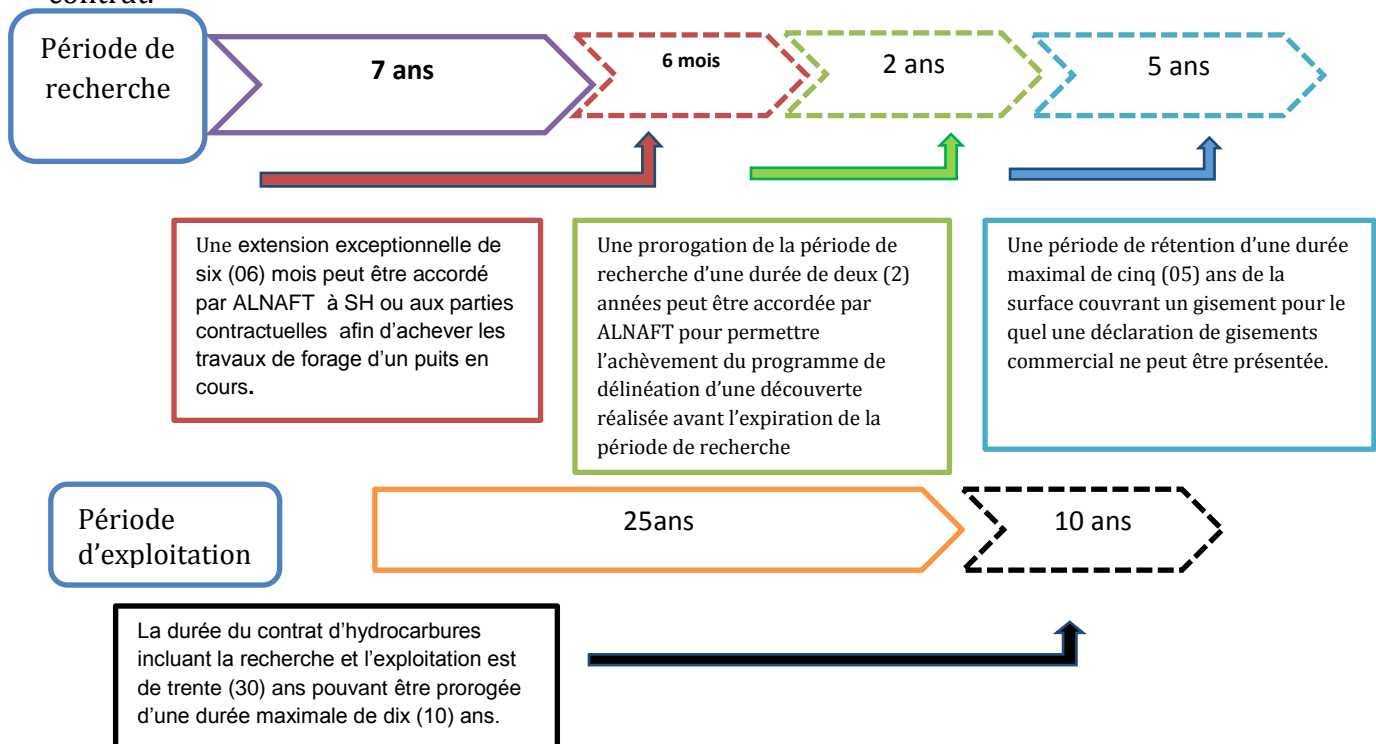 contrat.
Période de
recherche
7 ans
6 mois
2 ans
5 ans
Une extension exceptionnelle de
six (06) mois peut être accordé
par ALNAFT à SH ou aux parties
contractuelles afin d'achever les
travaux de forage d'un puits en
cours.
Une prorogation de la période de
recherche d'une durée de deux (2)
années peut être accordée par
ALNAFT pour permettre
l'achèvement du programme de
délinéation d'une découverte
réalisée avant l'expiration de la
période de recherche
Une période de rétention d'une durée
maximal de cinq (05) ans de la
surface couvrant un gisement pour le
quel une déclaration de gisements
commercial ne peut être présentée.
Période
d'exploitation
25ans
10 ans
La durée du contrat d'hydrocarbures
incluant la recherche et l'exploitation est
de trente (30) ans pouvant être prorogée
d'une durée maximale de dix (10) ans.